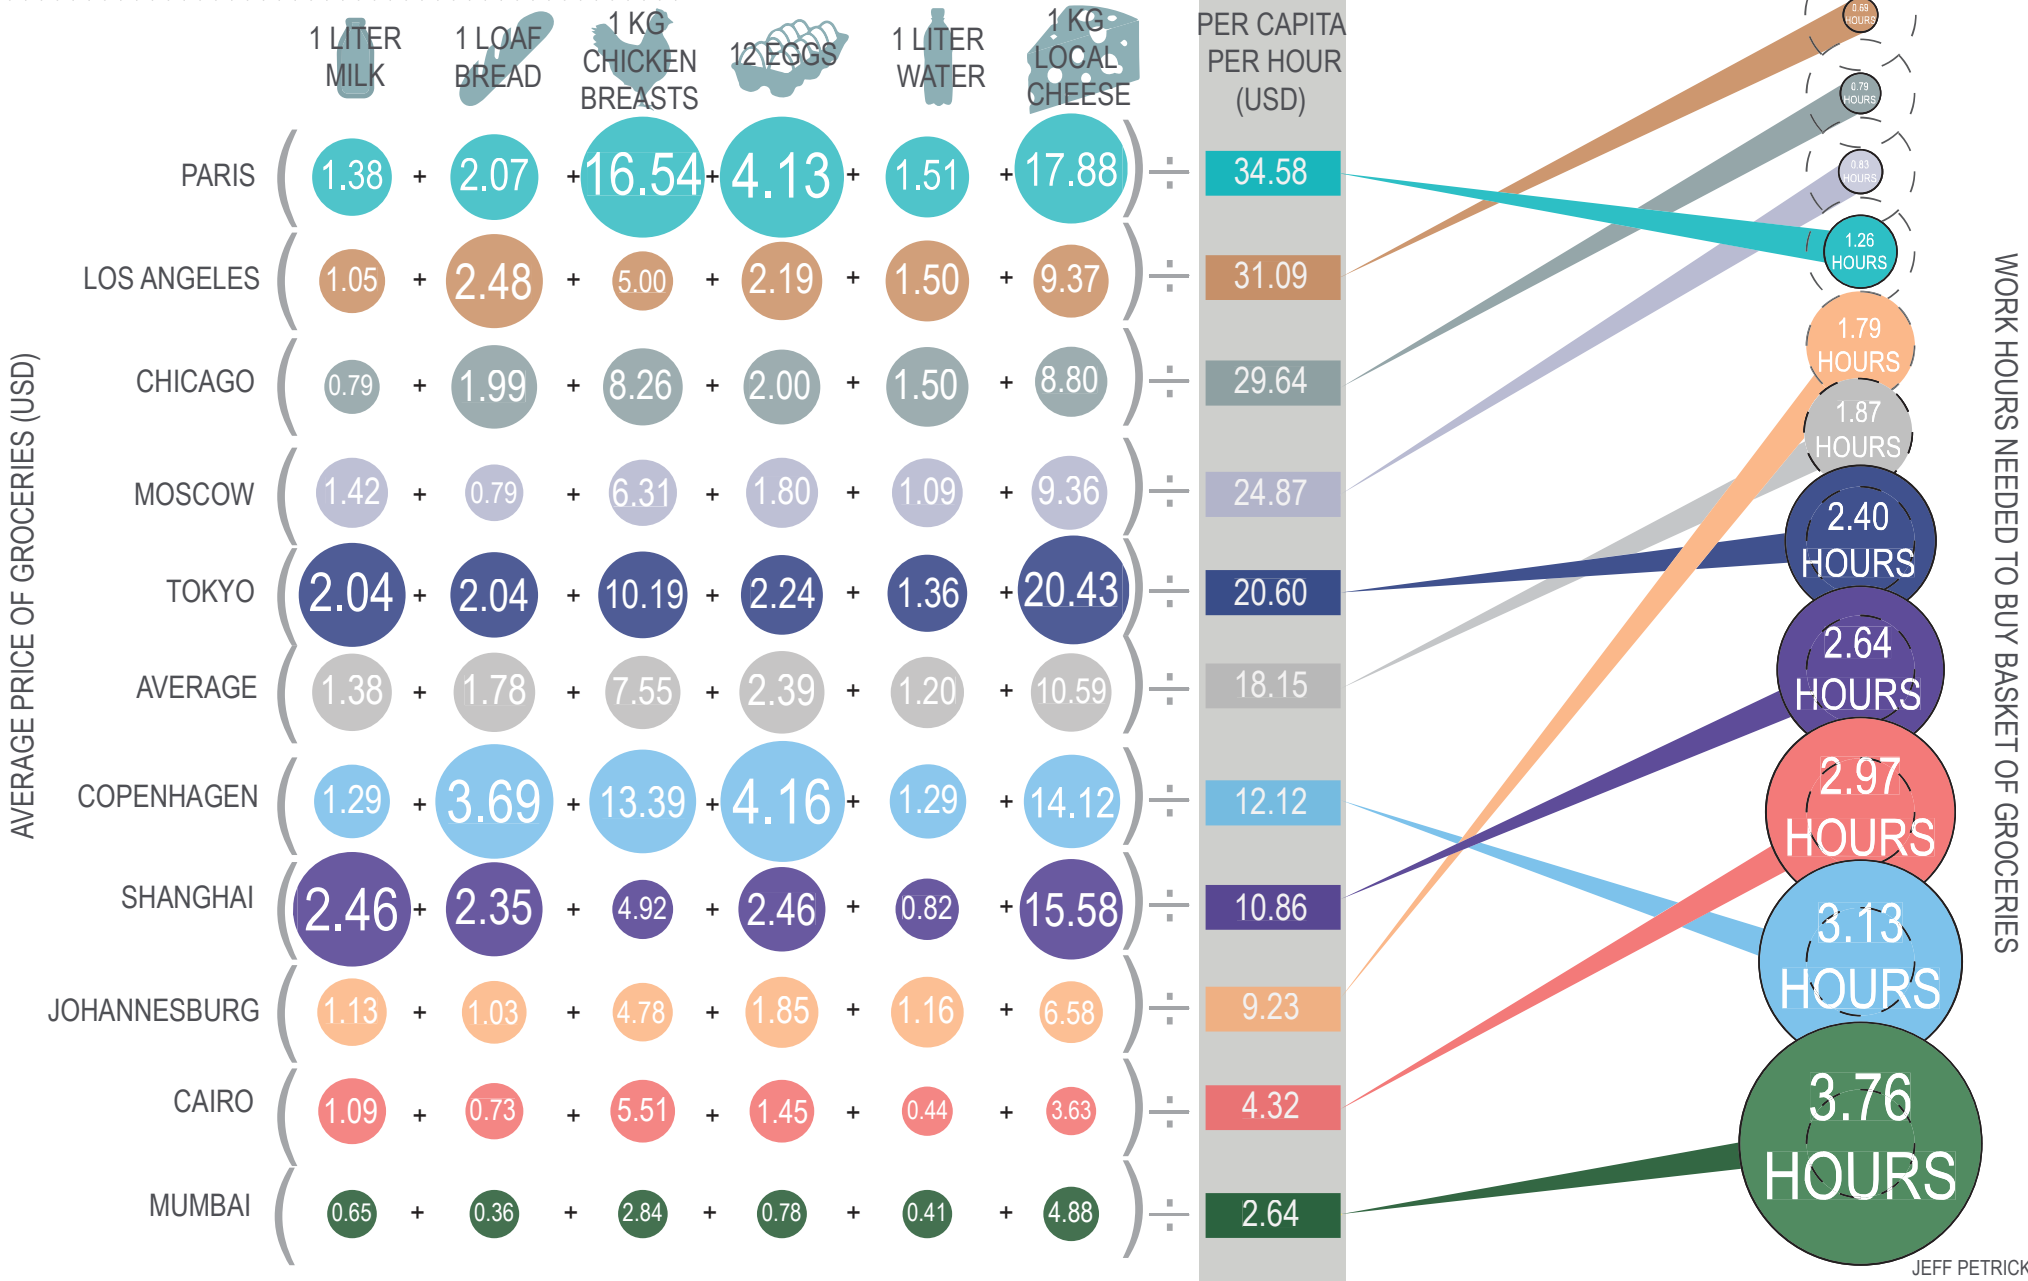 1 LITER
MILK
1 LOAF
BREAD
1 KG
CHICKEN
BREASTS
12 EGGS
1 LITER
WATER
1 KG
LOCAL
CHEESE
PER CAPITA
PER HOUR
(USD)
AVERAGE PRICE OF GROCERIES (USD)
PARIS ( 1.38 + 2.07 + 16.54 + 4.13 + 1.51 + 17.88 ) ÷ 34.58
LOS ANGELES ( 1.05 + 2.48 + 5.00 + 2.19 + 1.50 + 9.37 ) ÷ 31.09
CHICAGO ( 0.79 + 1.99 + 8.26 + 2.00 + 1.50 + 8.80 ) ÷ 29.64
MOSCOW ( 1.42 + 0.79 + 6.31 + 1.80 + 1.09 + 9.36 ) ÷ 24.87
TOKYO ( 2.04 + 2.04 + 10.19 + 2.24 + 1.36 + 20.43 ) ÷ 20.60
AVERAGE ( 1.38 + 1.78 + 7.55 + 2.39 + 1.20 + 10.59 ) ÷ 18.15
COPENHAGEN ( 1.29 + 3.69 + 13.39 + 4.16 + 1.29 + 14.12 ) ÷ 12.12
SHANGHAI ( 2.46 + 2.35 + 4.92 + 2.46 + 0.82 + 15.58 ) ÷ 10.86
JOHANNESBURG ( 1.13 + 1.03 + 4.78 + 1.85 + 1.16 + 6.58 ) ÷ 9.23
CAIRO ( 1.09 + 0.73 + 5.51 + 1.45 + 0.44 + 3.63 ) ÷ 4.32
MUMBAI ( 0.65 + 0.36 + 2.84 + 0.78 + 0.41 + 4.88 ) ÷ 2.64
0.69
HOURS
0.79
HOURS
0.83
HOURS
1.26
HOURS
1.79
HOURS
1.87
HOURS
2.40
HOURS
2.64
HOURS
2.97
HOURS
3.13
HOURS
3.76
HOURS
WORK HOURS NEEDED TO BUY BASKET OF GROCERIES
JEFF PETRICK